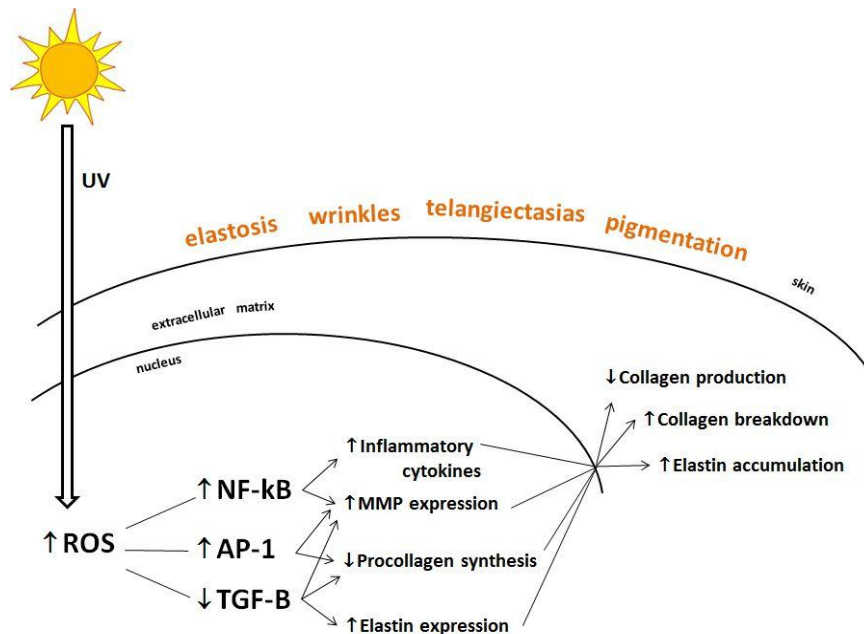 UV
elastosis wrinkles telangiectasias pigmentation
skin
extracellular matrix
nucleus
↓Collagen production
↑Collagen breakdown
↑Elastin accumulation
↑Inflammatory
cytokines
↑NF-kB
↑MMP expression
↑ROS
↑AP-1
↓Procollagen synthesis
↓TGF-B
↑Elastin expression